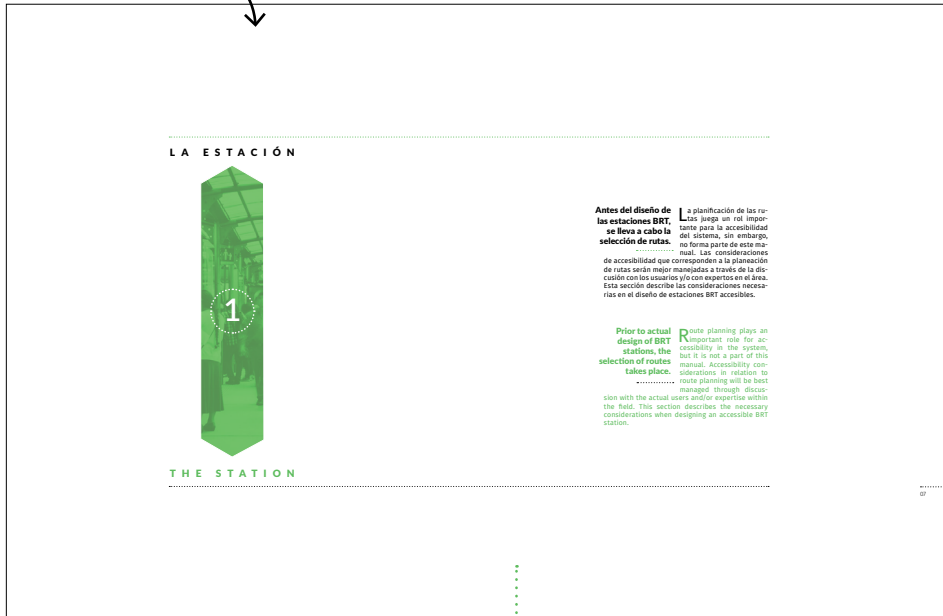 LA ESTACIÓN
1
Antes del diseño de
las estaciones BRT,
se lleva a cabo la
selección de rutas.
La planificación de las ru-
tas juega un rol impor-
tante para la accesibilidad
del sistema, sin embargo,
no forma parte de este ma-
nual. Las consideraciones
de accesibilidad que corresponden a la planeación
de rutas serán mejor manejadas a través de la dis-
cusión con los usuarios y/o con expertos en el área.
Esta sección describe las consideraciones necesa-
rias en el diseño de estaciones BRT accesibles.
Prior to actual
design of BRT
stations, the
selection of routes
takes place.
Route planning plays an
important role for ac-
cessibility in the system,
but it is not a part of this
manual. Accessibility con-
siderations in relation to
route planning will be best
managed through discus-
sion with the actual users and/or expertise within
the field. This section describes the necessary
considerations when designing an accessible BRT
station.
THE STATION
07